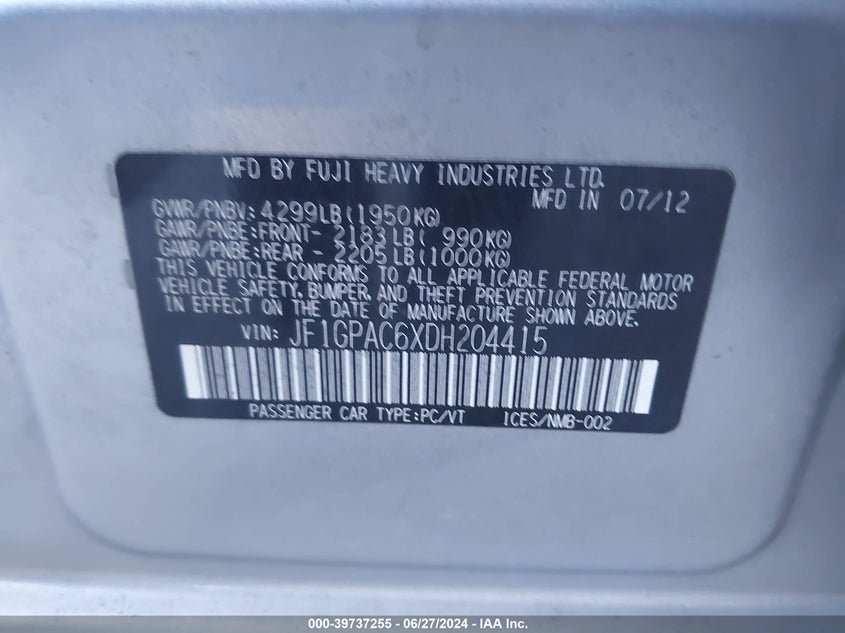 MFD BY FUJI HEAVY INDUSTRIES LTD.
MFD IN 07/12
GVWR/PNBV: 4299LB (1950KG)
GAWR/PNBE: FRONT- 2183LB ( 990KG)
GAWR/PNBE: REAR - 2205LB (1000KG)
THIS VEHICLE CONFORMS TO ALL APPLICABLE FEDERAL MOTOR
VEHICLE SAFETY, BUMPER, AND THEFT PREVENTION STANDARDS
IN EFFECT ON THE DATE OF MANUFACTURE SHOWN ABOVE.
VIN: JF1GPAC6XDH204415
PASSENGER CAR TYPE:PC/VT ICES/NMB-002
000-39737255 - 06/27/2024 - IAA Inc.